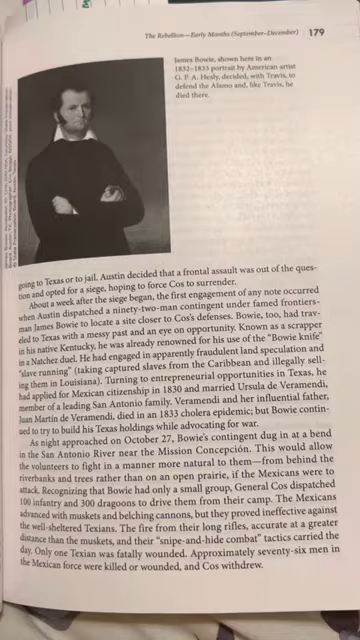 The Rebellion—Early Months (September–December) 179
James Bowie, shown here in an
1832–1833 portrait by American artist
G. P. A. Healy, decided, with Travis, to
defend the Alamo and, like Travis, he
died there.
going to Texas or to jail. Austin decided that a frontal assault was out of the ques-
tion and opted for a siege, hoping to force Cos to surrender.
About a week after the siege began, the first engagement of any note occurred
when Austin dispatched a ninety-two-man contingent under famed frontiers-
man James Bowie to locate a site closer to Cos's defenses. Bowie, too, had trav-
eled to Texas with a messy past and an eye on opportunity. Known as a scrapper
in his native Kentucky, he was already renowned for his use of the "Bowie knife"
in a Natchez duel. He had engaged in apparently fraudulent land speculation and
"slave running" (taking captured slaves from the Caribbean and illegally sell-
ing them in Louisiana). Turning to entrepreneurial opportunities in Texas, he
had applied for Mexican citizenship in 1830 and married Ursula de Veramendi,
member of a leading San Antonio family. Veramendi and her influential father,
Juan Martín de Veramendi, died in an 1833 cholera epidemic; but Bowie contin-
ued to try to build his Texas holdings while advocating for war.
As night approached on October 27, Bowie's contingent dug in at a bend
in the San Antonio River near the Mission Concepción. This would allow
the volunteers to fight in a manner more natural to them—from behind the
riverbanks and trees rather than on an open prairie, if the Mexicans were to
attack. Recognizing that Bowie had only a small group, General Cos dispatched
100 infantry and 300 dragoons to drive them from their camp. The Mexicans
advanced with muskets and belching cannons, but they proved ineffective against
the well-sheltered Texians. The fire from their long rifles, accurate at a greater
distance than the muskets, and their "snipe-and-hide combat" tactics carried the
day. Only one Texian was fatally wounded. Approximately seventy-six men in
the Mexican force were killed or wounded, and Cos withdrew.